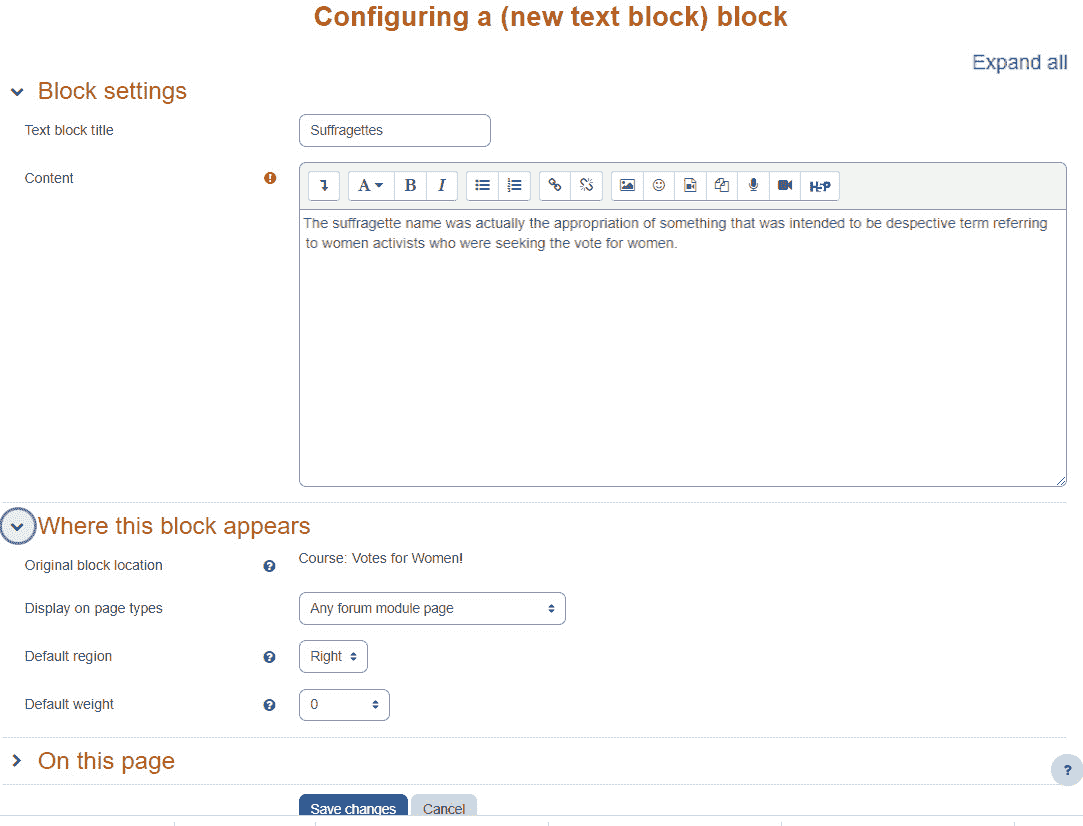 Configuring a (new text block) block
Expand all
Block settings
Text block title
Suffragettes
Content
A B I
H-P
The suffragette name was actually the appropriation of something that was intended to be despective term referring
to women activists who were seeking the vote for women.
Where this block appears
Original block location
Course: Votes for Women!
Display on page types
Any forum module page
Default region
Right
Default weight
0
On this page
?
Save changes
Cancel